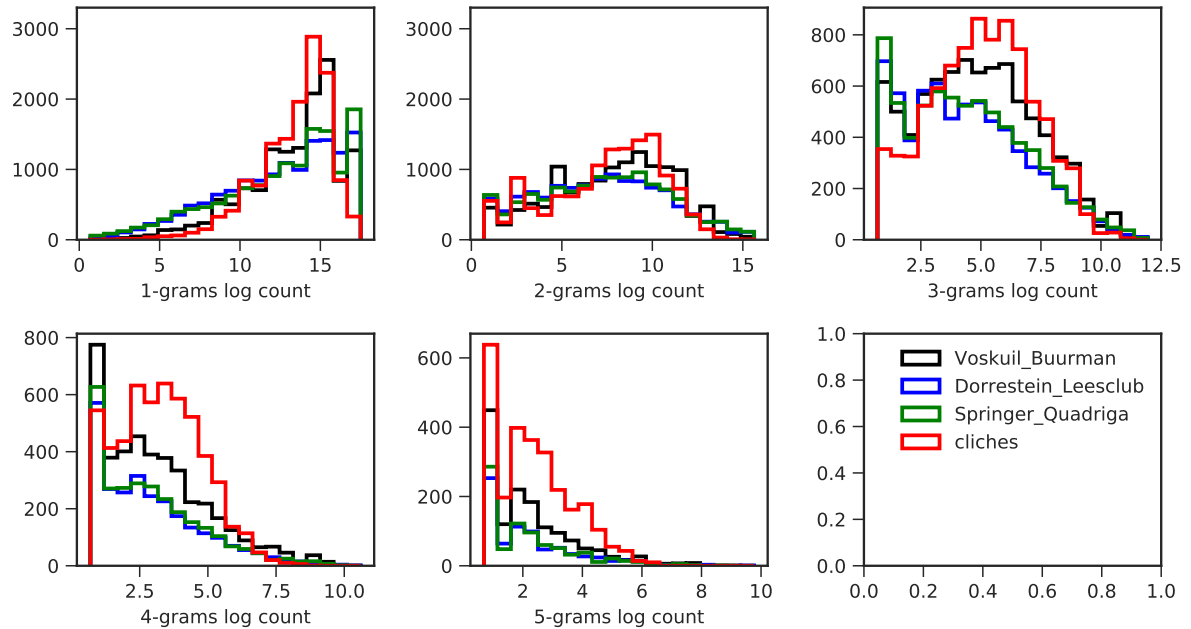 3000
2000
1000
0
0 5 10 15
1-grams log count
3000
2000
1000
0
0 5 10 15
2-grams log count
800
600
400
200
0
2.5 5.0 7.5 10.0 12.5
3-grams log count
800
600
400
200
0
2.5 5.0 7.5 10.0
4-grams log count
600
400
200
0
2 4 6 8 10
5-grams log count
1.0
0.8
0.6
0.4
0.2
0.0
0.0 0.2 0.4 0.6 0.8 1.0
Voskuil_Buurman
Dorrestein_Leesclub
Springer_Quadriga
cliches